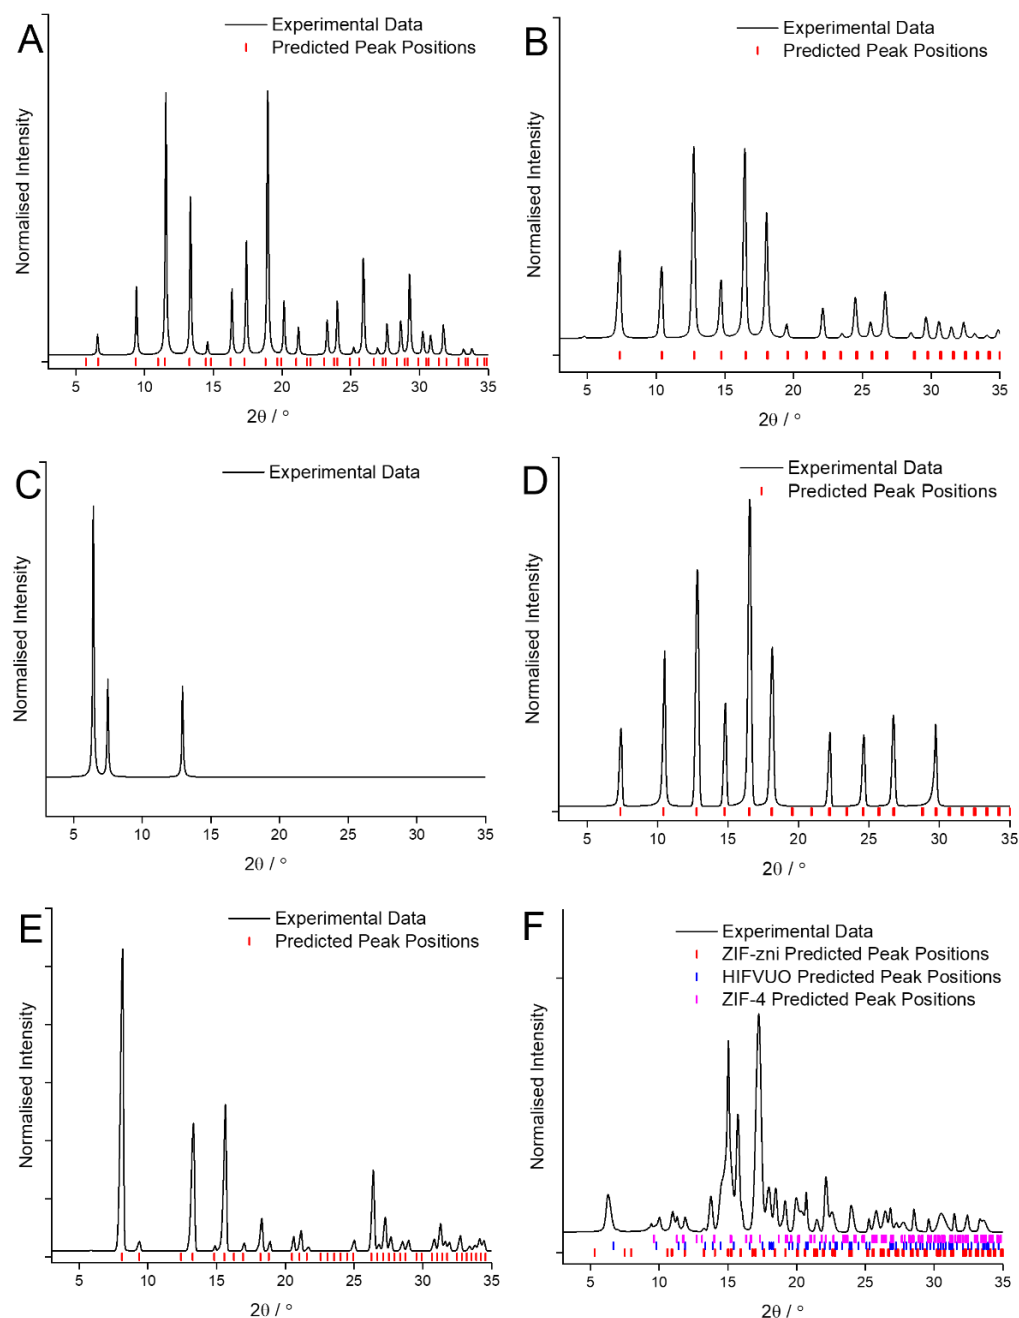 A
Experimental Data
Predicted Peak Positions
Normalised Intensity
5 10 15 20 25 30 35
2θ / °
B
Experimental Data
Predicted Peak Positions
Normalised Intensity
5 10 15 20 25 30 35
2θ / °
C
Experimental Data
Normalised Intensity
5 10 15 20 25 30 35
2θ / °
D
Experimental Data
Predicted Peak Positions
Normalised Intensity
5 10 15 20 25 30 35
2θ / °
E
Experimental Data
Predicted Peak Positions
Normalised Intensity
5 10 15 20 25 30 35
2θ / °
F
Experimental Data
ZIF-zni Predicted Peak Positions
HIFVUO Predicted Peak Positions
ZIF-4 Predicted Peak Positions
Normalised Intensity
5 10 15 20 25 30 35
2θ / °